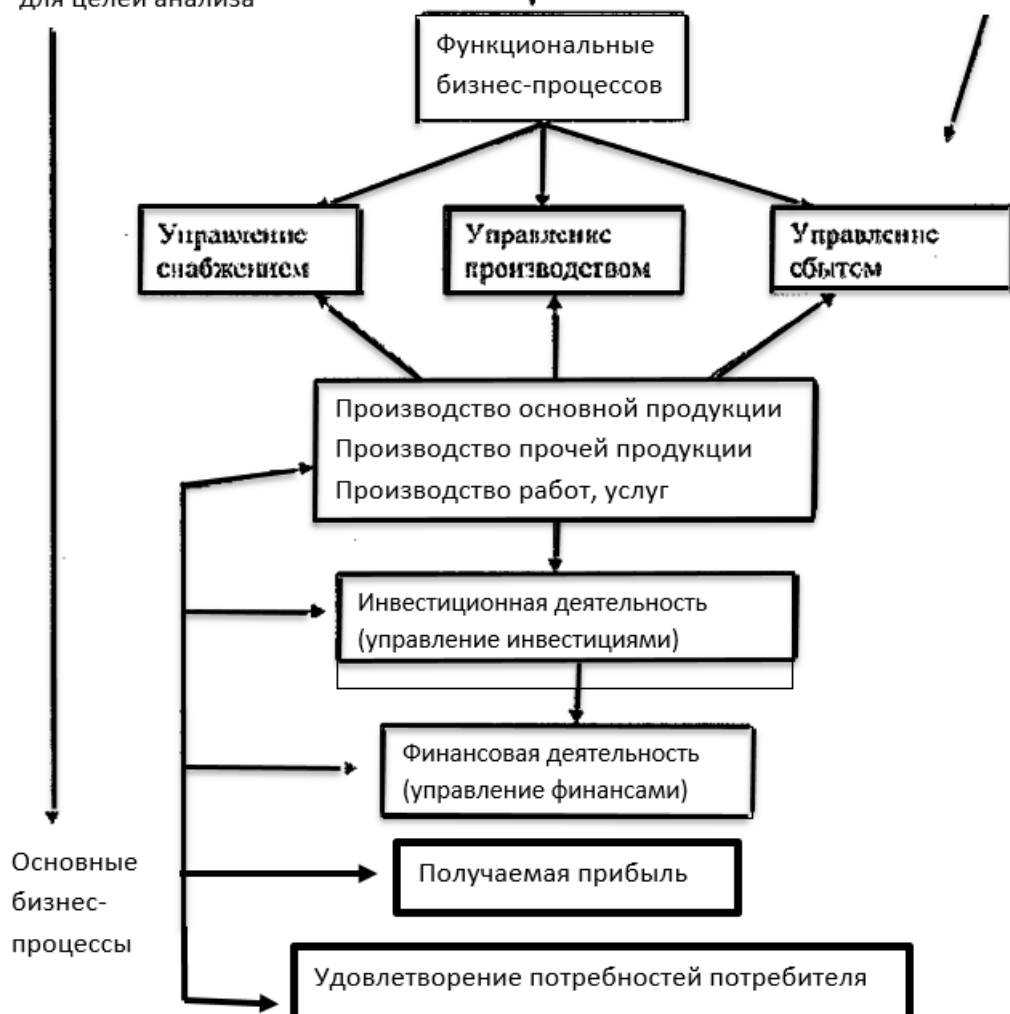 для целей анализа
Функциональные
бизнес-процессов
Управление
снабжением
Управление
производством
Управление
сбытом
Производство основной продукции
Производство прочей продукции
Производство работ, услуг
Инвестиционная деятельность
(управление инвестициями)
Финансовая деятельность
(управление финансами)
Основные
бизнес-
процессы
Получаемая прибыль
Удовлетворение потребностей потребителя